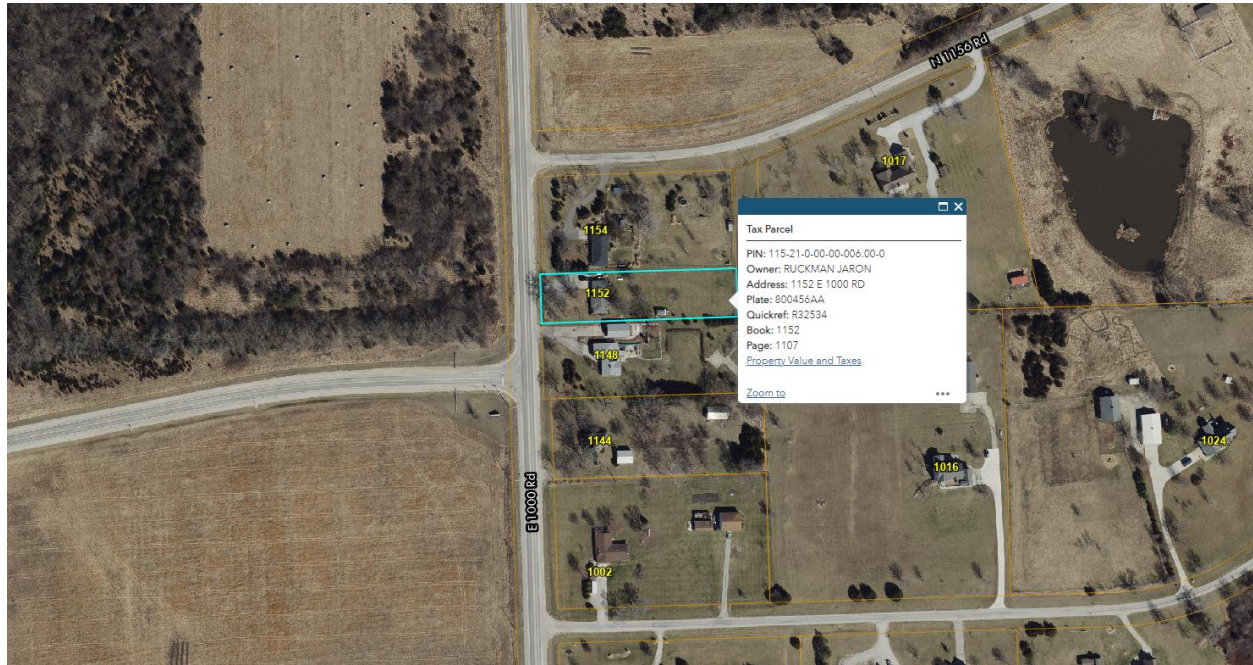 N 1156 Rd
1017
1154
1152
1148
1144
1016
1024
1002
E 1000 Rd
Tax Parcel
PIN: 115-21-0-00-00-006.00-0
Owner: RUCKMAN JARON
Address: 1152 E 1000 RD
Plate: 800456AA
Quickref: R32534
Book: 1152
Page: 1107
Property Value and Taxes
Zoom to